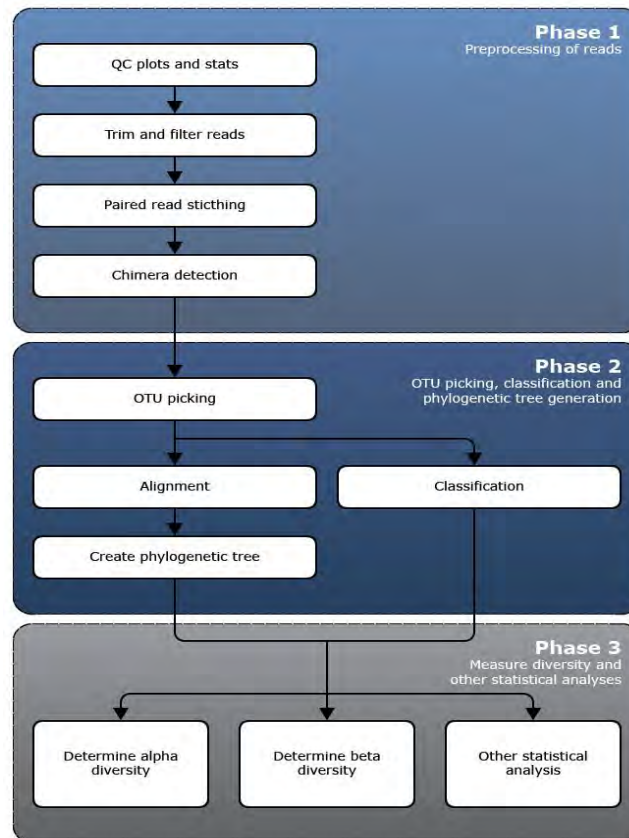 Phase 1
Preprocessing of reads
QC plots and stats
Trim and filter reads
Paired read sticthing
Chimera detection
Phase 2
OTU picking, classification and
phylogenetic tree generation
OTU picking
Alignment
Classification
Create phylogenetic tree
Phase 3
Measure diversity and
other statistical analyses
Determine alpha
diversity
Determine beta
diversity
Other statistical
analysis